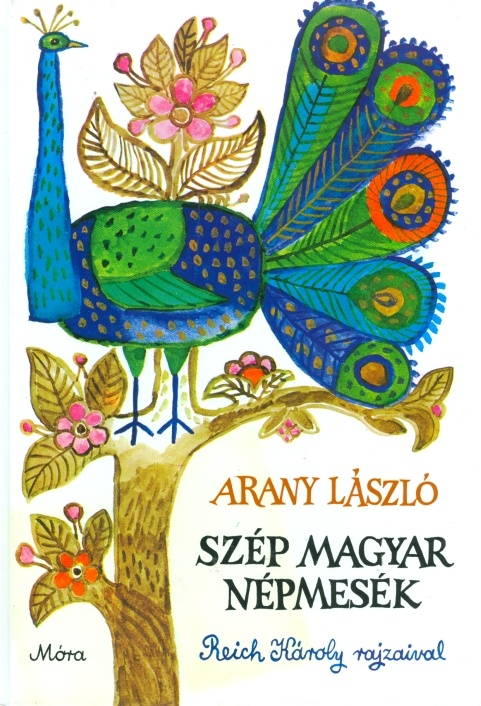 ARANY LÁSZLÓ
SZÉP MAGYAR
NÉPMESÉK
Reich Károly rajzaival
Móra